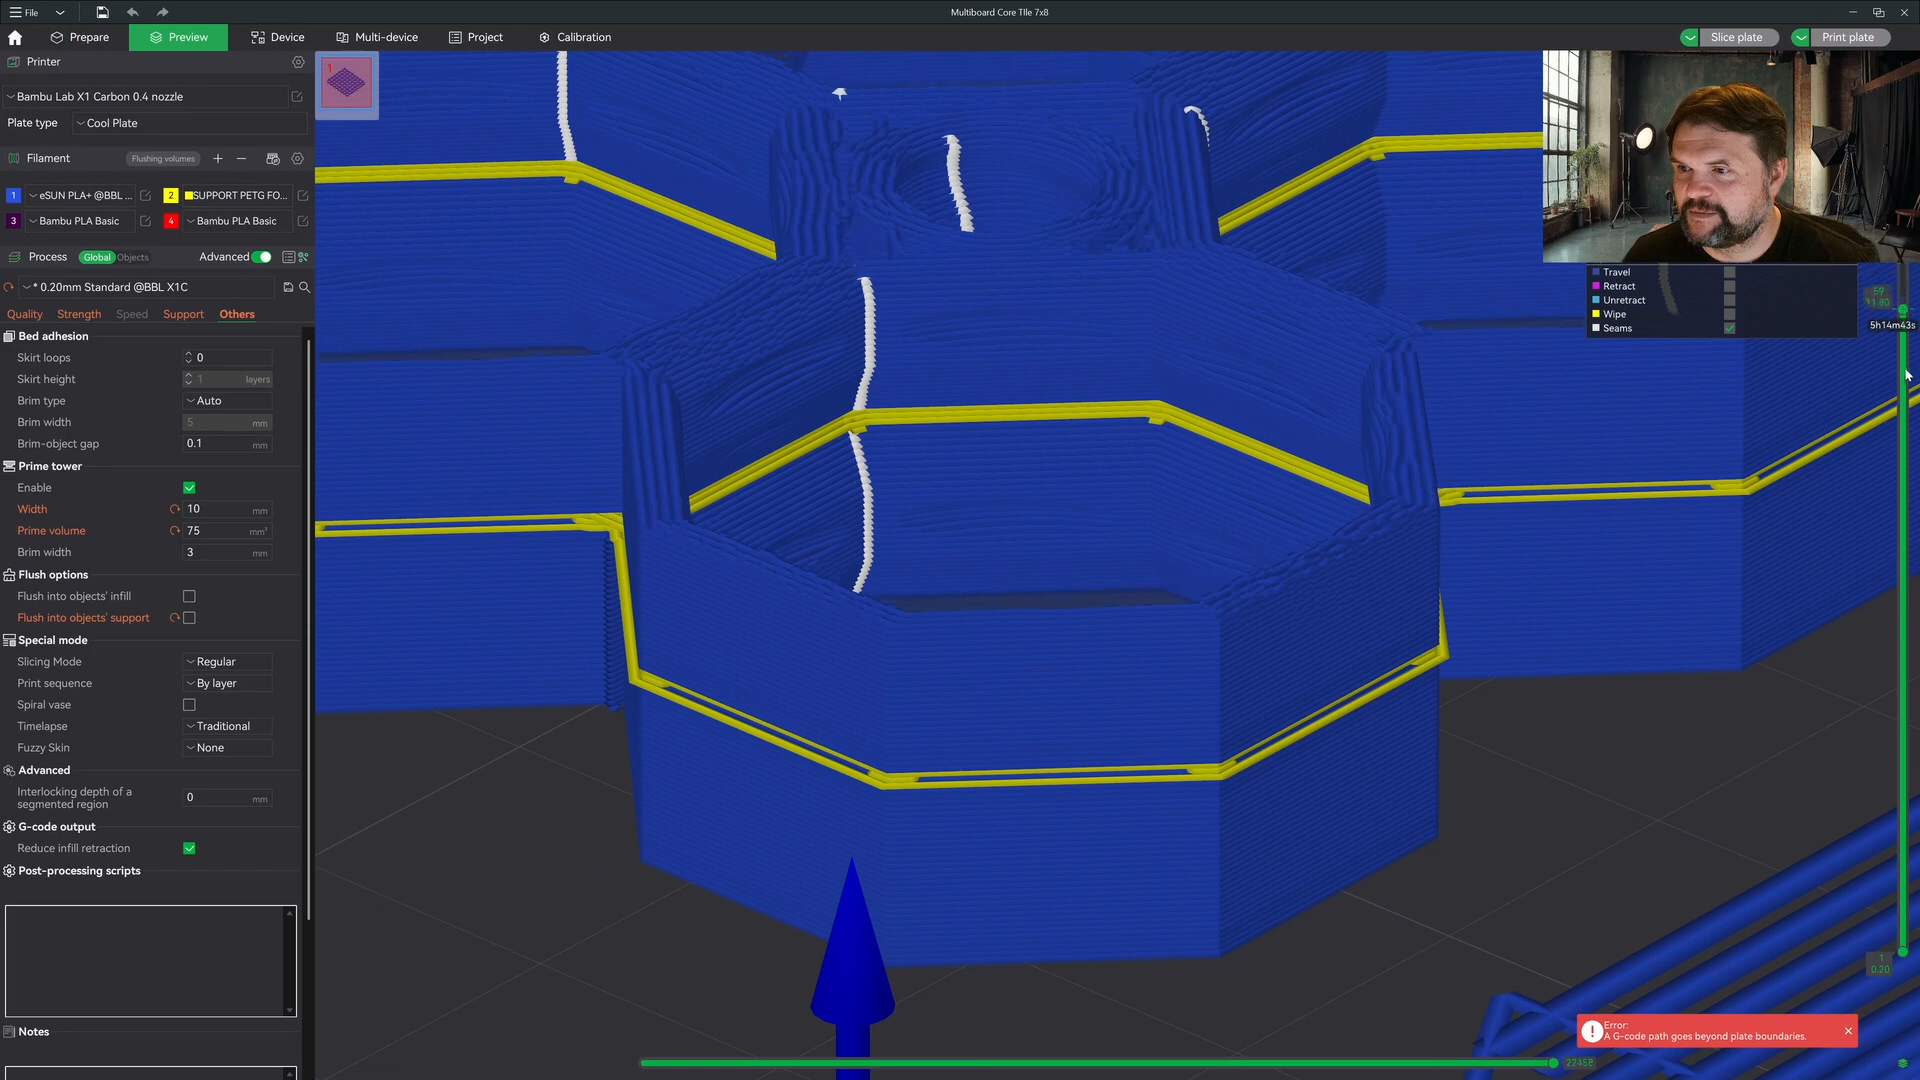 File
Multiboard Core TIle 7x8
Prepare
Preview
Device
Multi-device
Project
Calibration
Slice plate
Print plate
Printer
Bambu Lab X1 Carbon 0.4 nozzle
Plate type
Cool Plate
Filament
Flushing volumes
1
eSUN PLA+ @BBL ...
2
SUPPORT PETG FO...
3
Bambu PLA Basic
4
Bambu PLA Basic
Process
Global
Objects
Advanced
* 0.20mm Standard @BBL X1C
Quality
Strength
Speed
Support
Others
Bed adhesion
Skirt loops
0
Skirt height
1
layers
Brim type
Auto
Brim width
5
mm
Brim-object gap
0.1
mm
Prime tower
Enable
Width
10
mm
Prime volume
75
mm³
Brim width
3
mm
Flush options
Flush into objects' infill
Flush into objects' support
Special mode
Slicing Mode
Regular
Print sequence
By layer
Spiral vase
Timelapse
Traditional
Fuzzy Skin
None
Advanced
Interlocking depth of a
segmented region
0
mm
G-code output
Reduce infill retraction
Post-processing scripts
Notes
1
Travel
Retract
Unretract
Wipe
Seams
59
11.80
5h14m43s
1
0.20
Error:
A G-code path goes beyond plate boundaries.